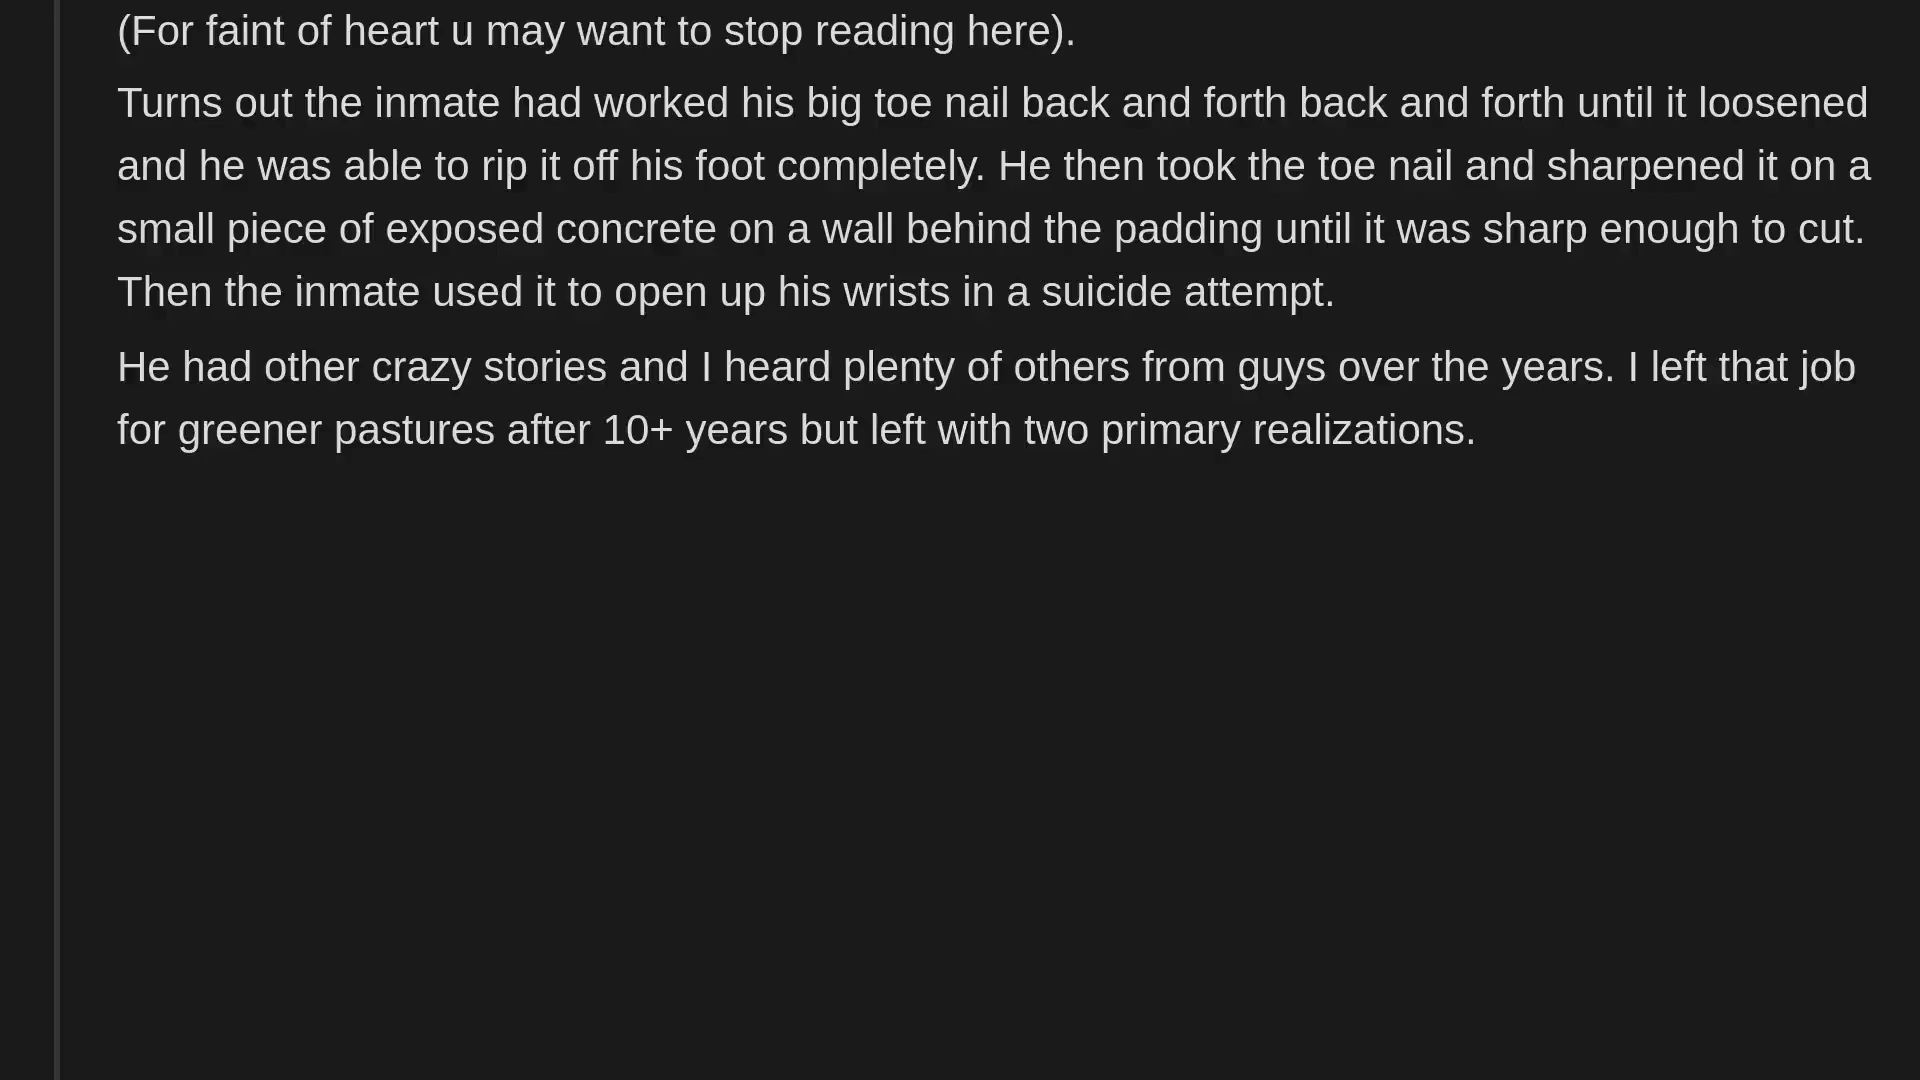 (For faint of heart u may want to stop reading here).
Turns out the inmate had worked his big toe nail back and forth back and forth until it loosened
and he was able to rip it off his foot completely. He then took the toe nail and sharpened it on a
small piece of exposed concrete on a wall behind the padding until it was sharp enough to cut.
Then the inmate used it to open up his wrists in a suicide attempt.
He had other crazy stories and I heard plenty of others from guys over the years. I left that job
for greener pastures after 10+ years but left with two primary realizations.